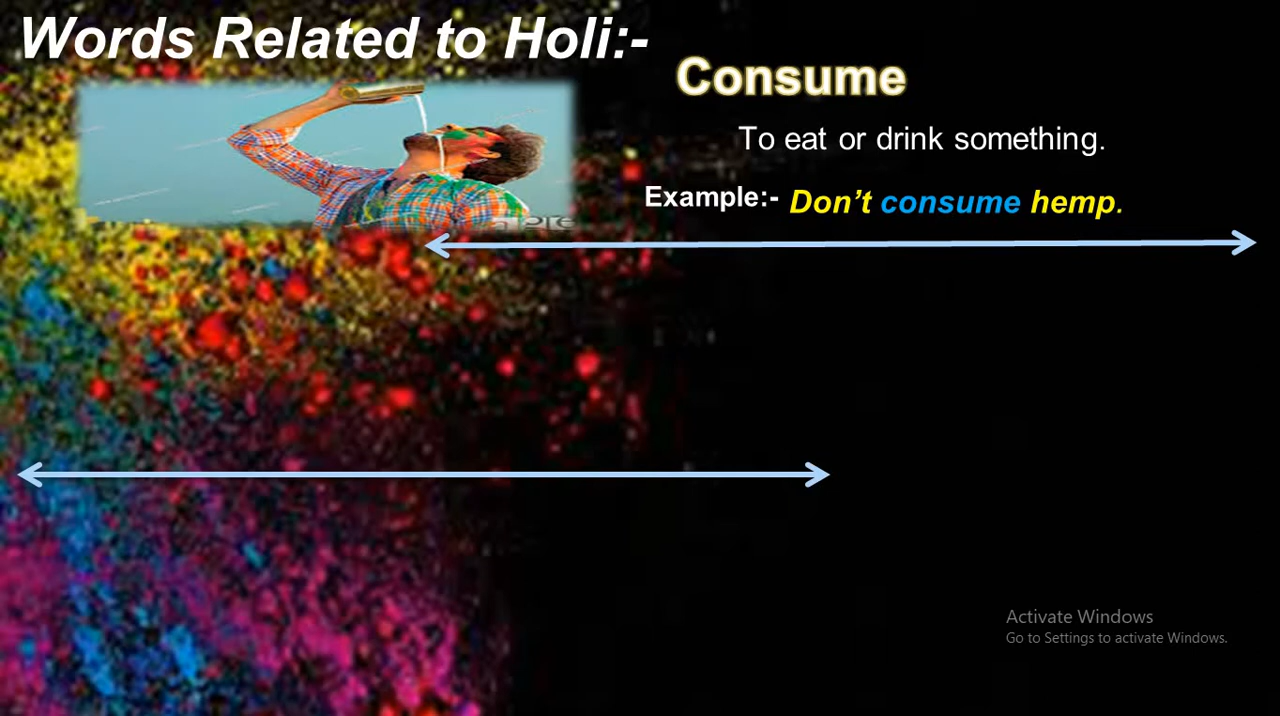 Words Related to Holi:-
Consume
To eat or drink something.
Example:- Don’t consume hemp.
Activate Windows
Go to Settings to activate Windows.